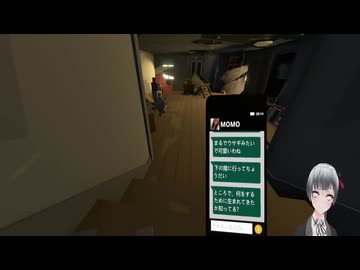 MOMO
まるでウサギみたい
で可愛いわね
下の階に行ってちょ
うだい
ところで、何をする
ために生まれてきた
か知ってる?